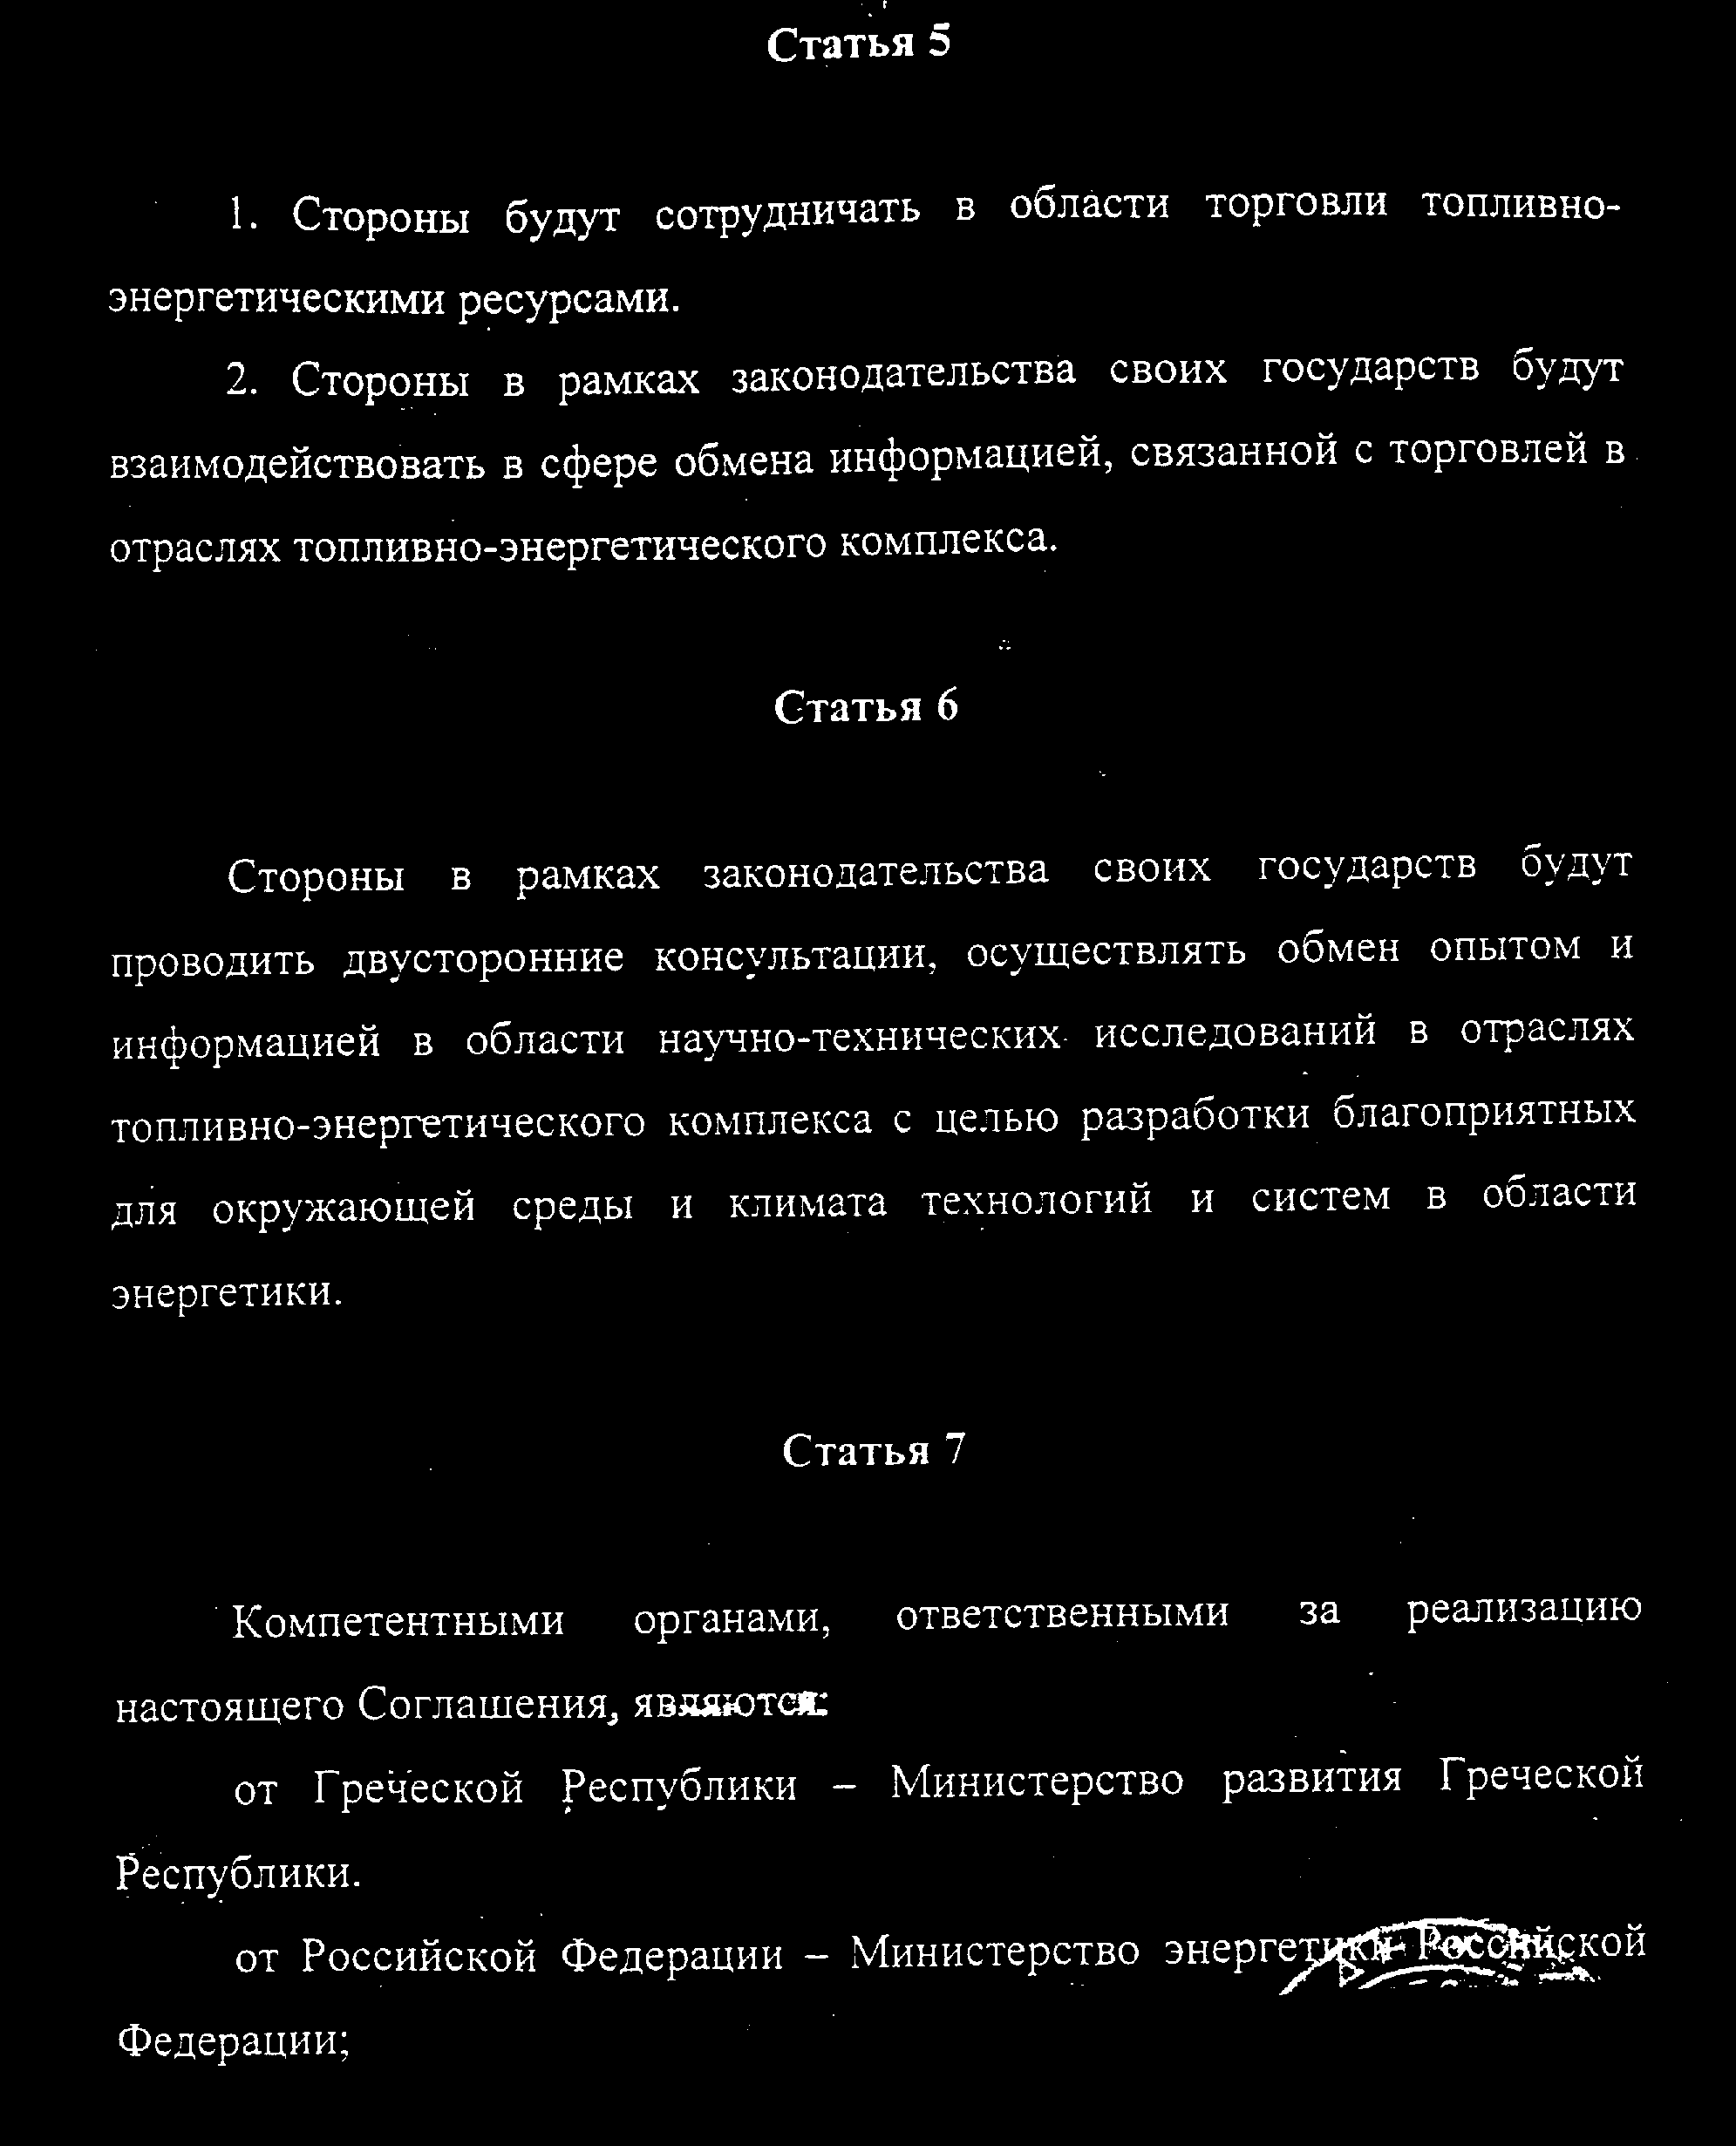 Статья 5
1. Стороны будут сотрудничать в области торговли топливно-
энергетическими ресурсами.
2. Стороны в рамках законодательства своих государств будут
взаимодействовать в сфере обмена информацией, связанной с торговлей в
отраслях топливно-энергетического комплекса.
Статья 6
Стороны в рамках законодательства своих государств будут
проводить двусторонние консультации, осуществлять обмен опытом и
информацией в области научно-технических исследований в отраслях
топливно-энергетического комплекса с целью разработки благоприятных
для окружающей среды и климата технологий и систем в области
энергетики.
Статья 7
Компетентными органами, ответственными за реализацию
настоящего Соглашения, являются:
от Греческой Республики – Министерство развития Греческой
Республики.
от Российской Федерации – Министерство энергетики Российской
Федерации;